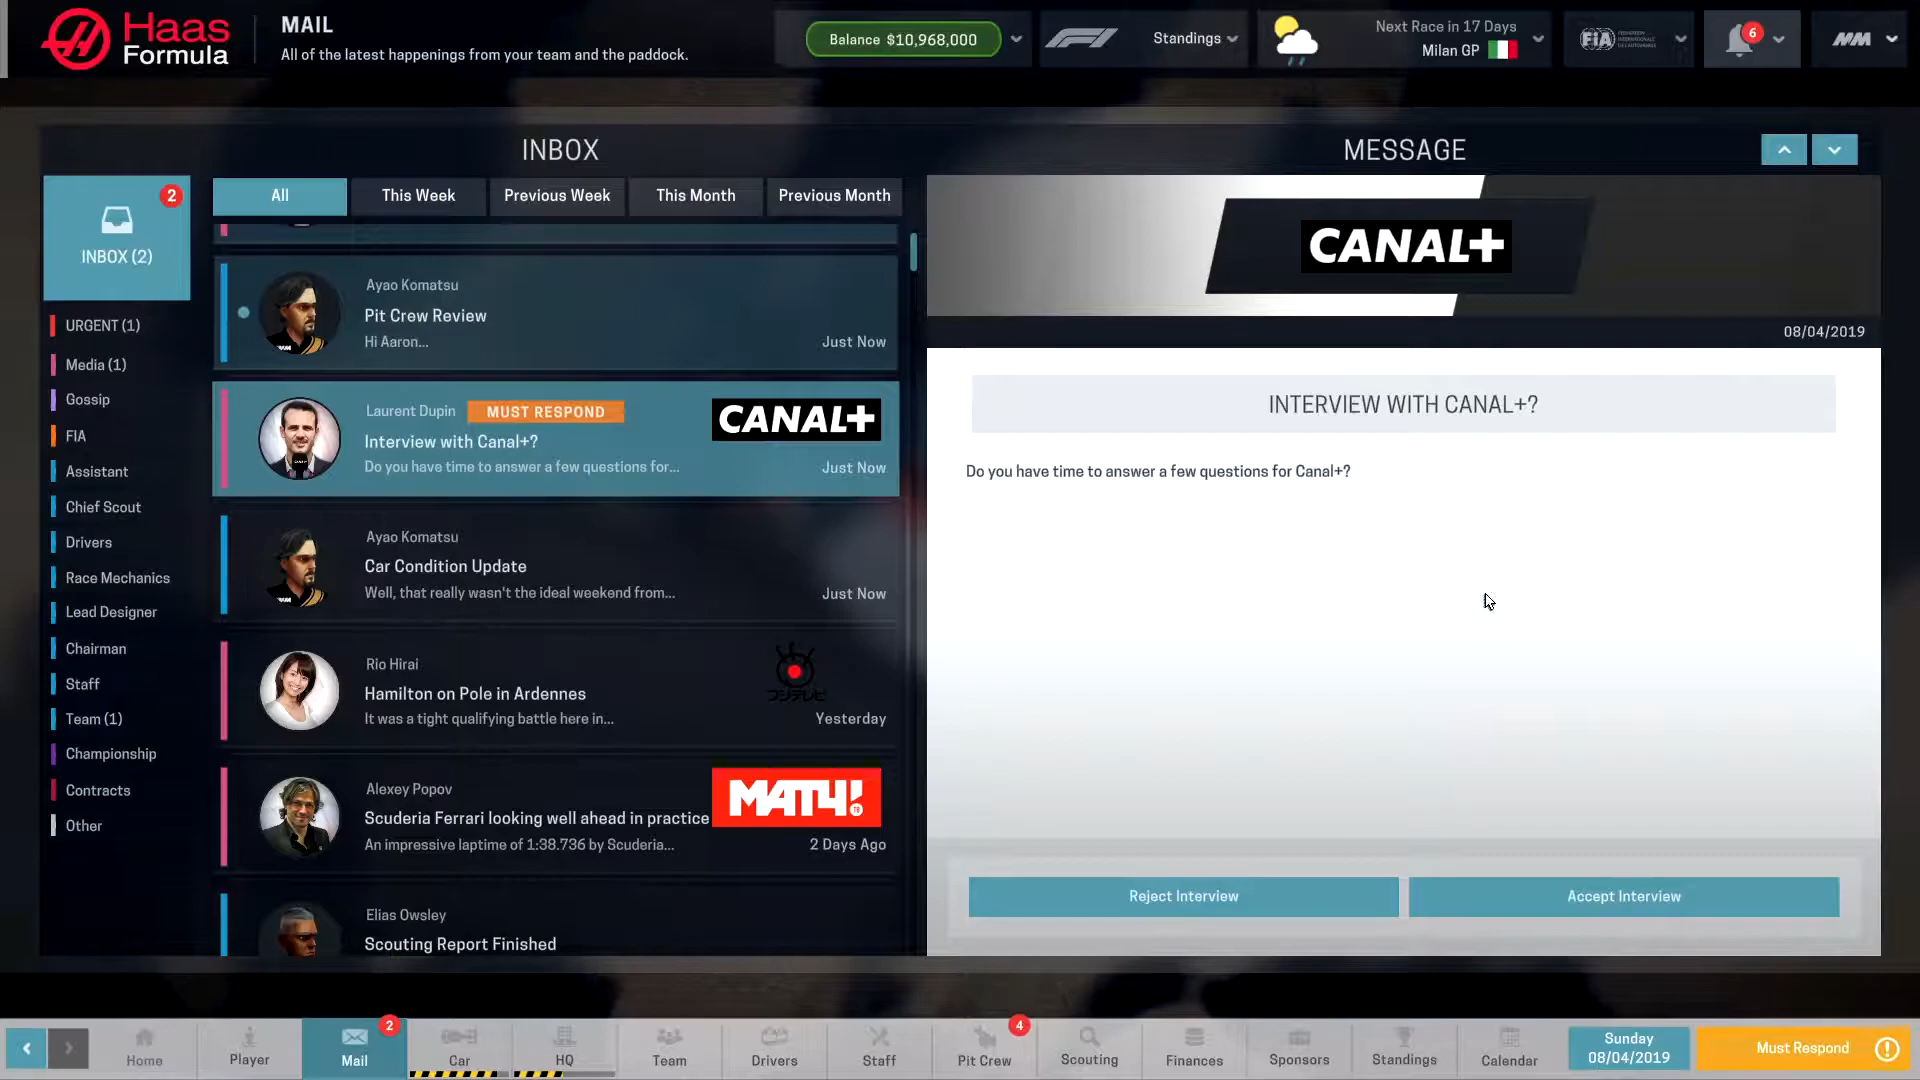 Haas
Formula
MAIL
All of the latest happenings from your team and the paddock.
Balance $10,968,000
Standings
Next Race in 17 Days
Milan GP
FIA
6
INBOX
MESSAGE
2
INBOX (2)
All
This Week
Previous Week
This Month
Previous Month
URGENT (1)
Media (1)
Gossip
FIA
Assistant
Chief Scout
Drivers
Race Mechanics
Lead Designer
Chairman
Staff
Team (1)
Championship
Contracts
Other
Ayao Komatsu
Pit Crew Review
Hi Aaron...
Just Now
Laurent Dupin
MUST RESPOND
CANAL+
Interview with Canal+?
Do you have time to answer a few questions for...
Just Now
Ayao Komatsu
Car Condition Update
Well, that really wasn't the ideal weekend from...
Just Now
Rio Hirai
フジテレビ
Hamilton on Pole in Ardennes
It was a tight qualifying battle here in...
Yesterday
Alexey Popov
МАТЧ!
ТВ
Scuderia Ferrari looking well ahead in practice
An impressive laptime of 1:38.736 by Scuderia...
2 Days Ago
Elias Owsley
Scouting Report Finished
CANAL+
08/04/2019
INTERVIEW WITH CANAL+?
Do you have time to answer a few questions for Canal+?
Reject Interview
Accept Interview
Home
Player
2
Mail
Car
HQ
Team
Drivers
Staff
4
Pit Crew
Scouting
Finances
Sponsors
Standings
Calendar
Sunday
08/04/2019
Must Respond